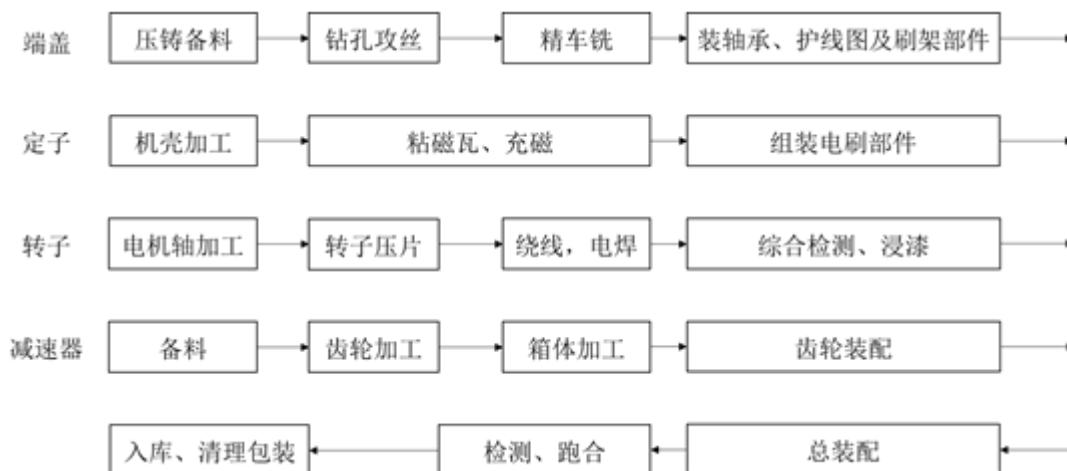 端盖 压铸备料 钻孔攻丝 精车铣 装轴承、护线图及刷架部件
定子 机壳加工 粘磁瓦、充磁 组装电刷部件
转子 电机轴加工 转子压片 绕线，电焊 综合检测、浸漆
减速器 备料 齿轮加工 箱体加工 齿轮装配
入库、清理包装 检测、跑合 总装配